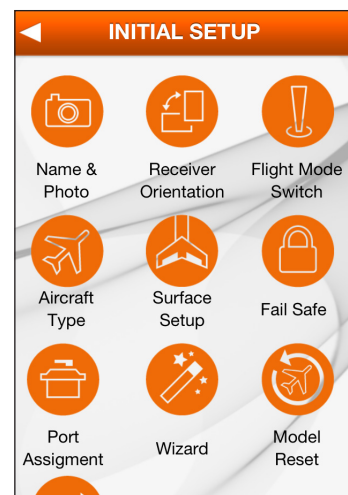 INITIAL SETUP
Name &
Photo
Receiver
Orientation
Flight Mode
Switch
Aircraft
Type
Surface
Setup
Fail Safe
Port
Assigment
Wizard
Model
Reset